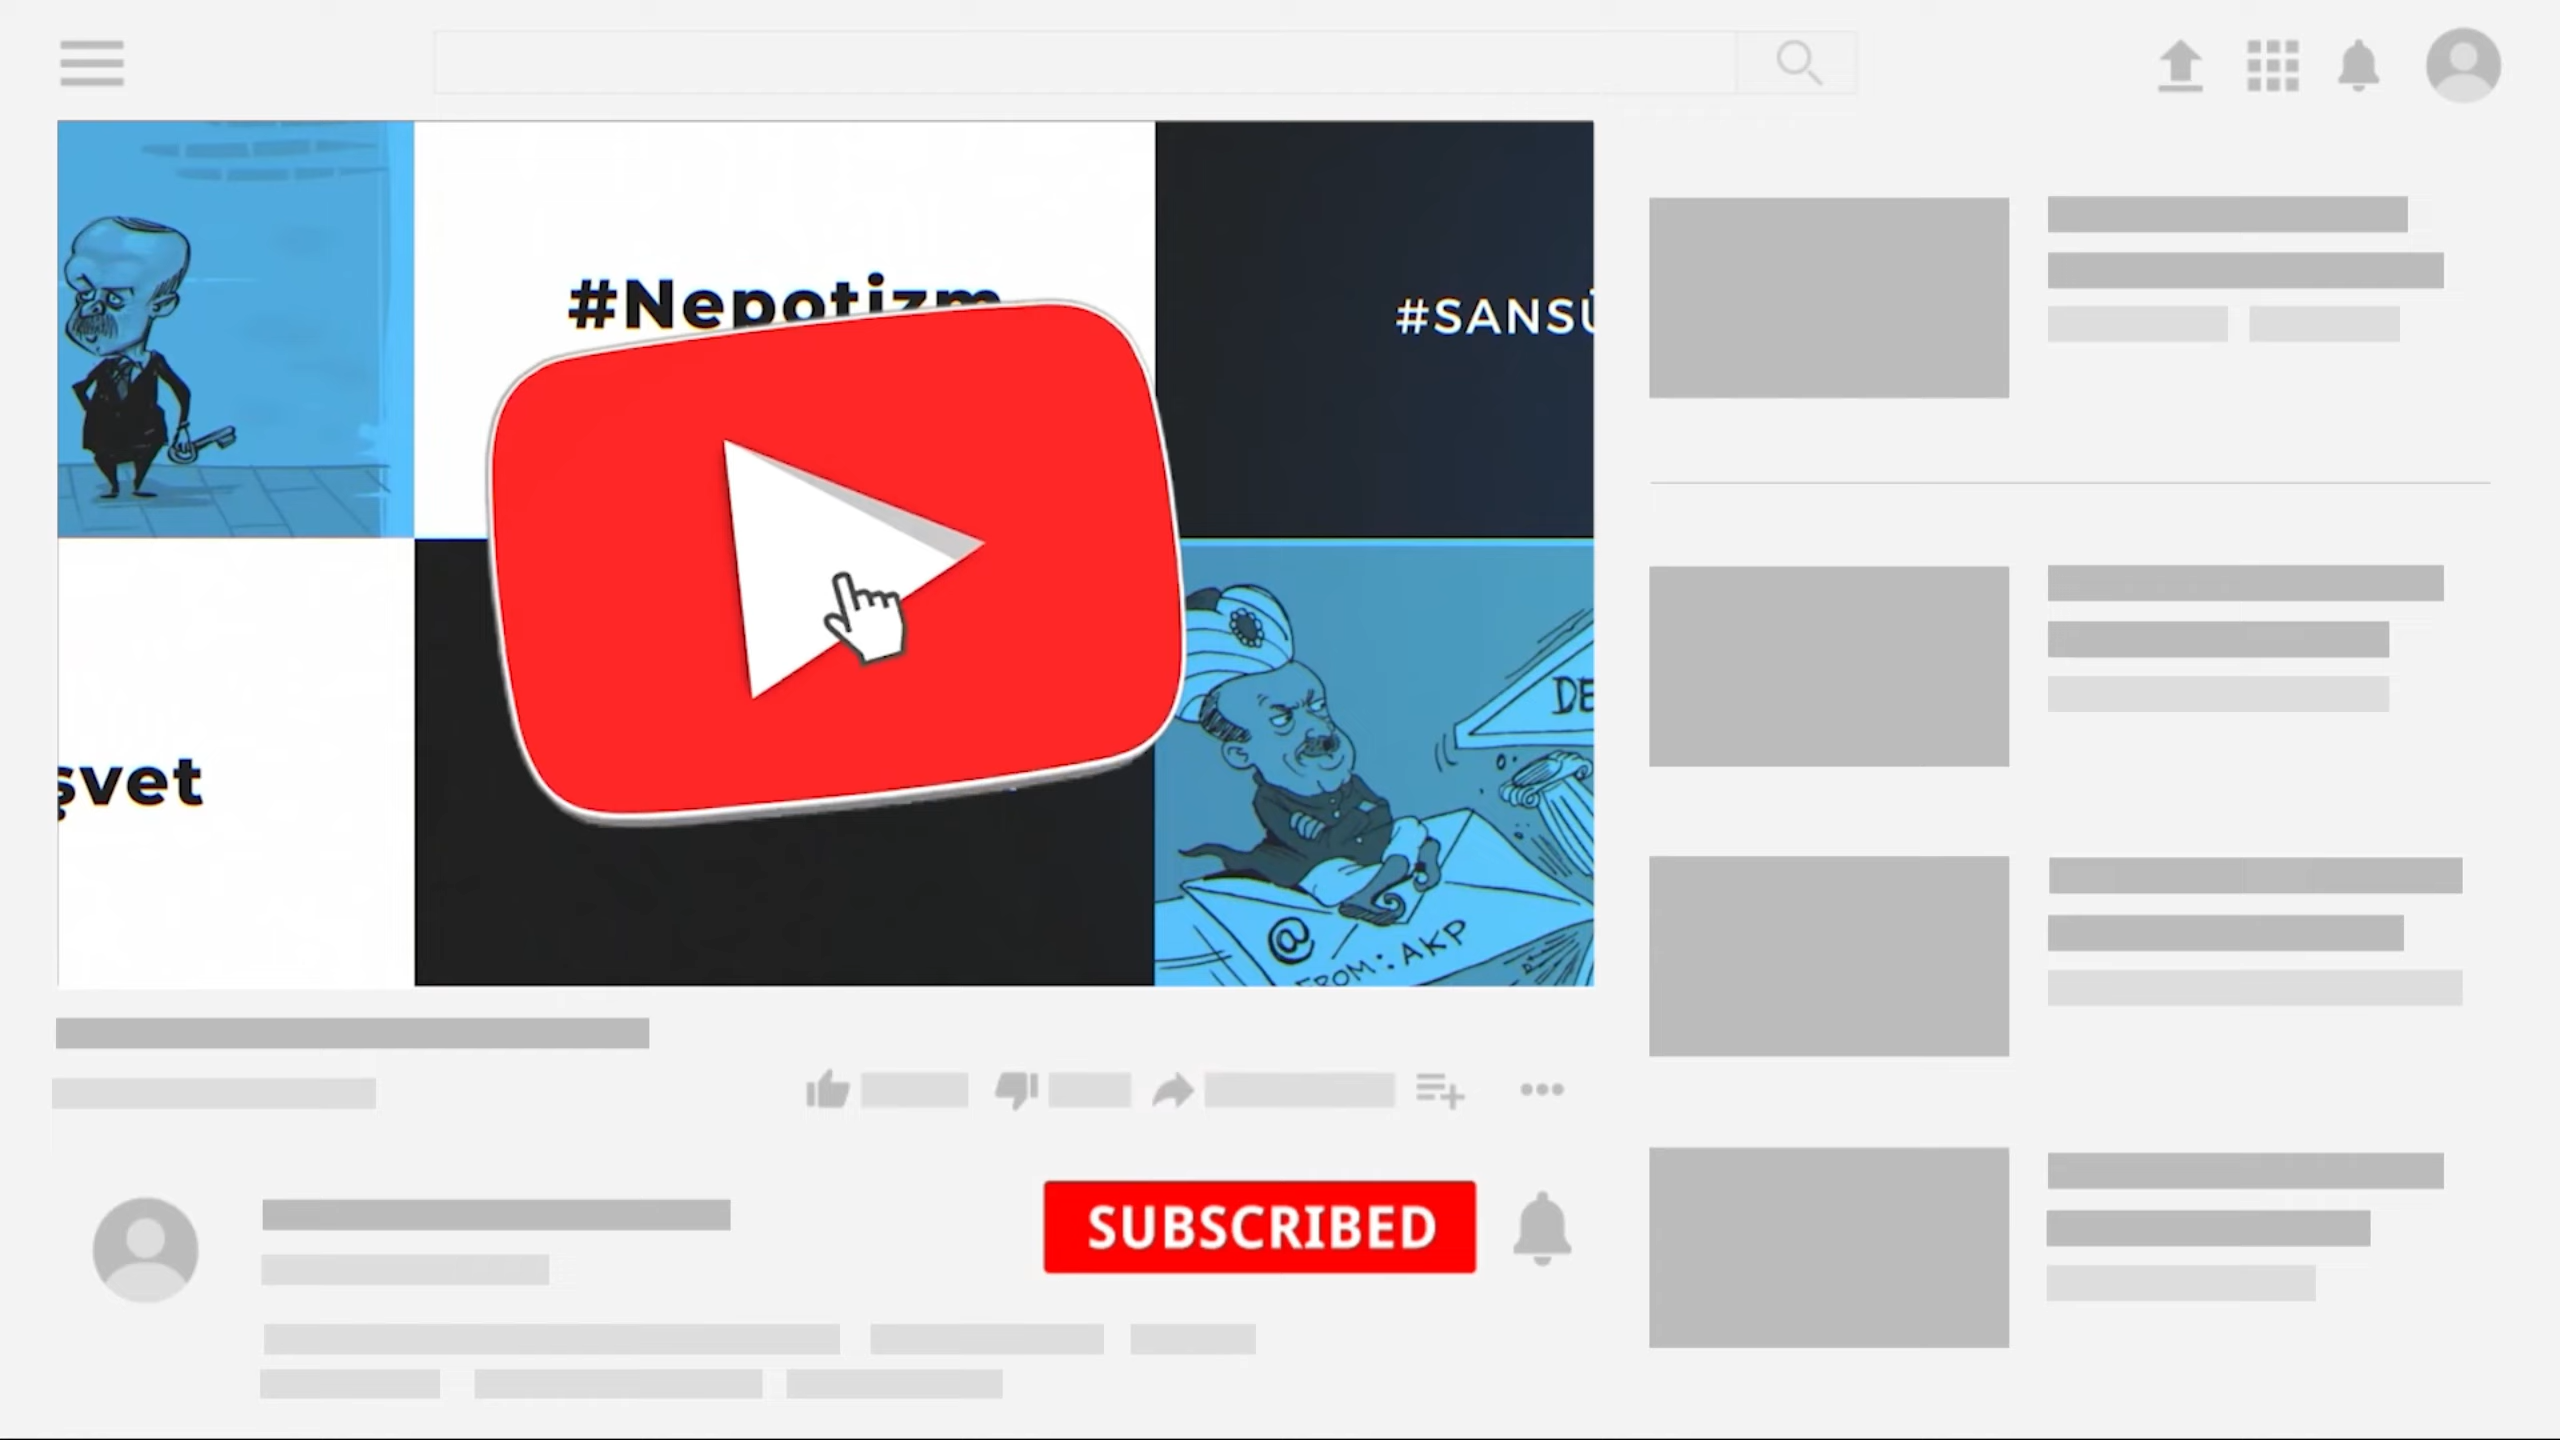 #Nepotizm
#SANSÜ
şvet
DE
@
FROM: AKP
SUBSCRIBED